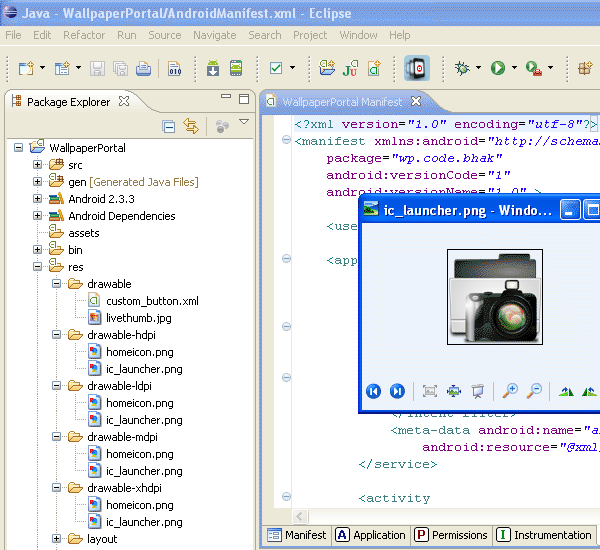 Java - WallpaperPortal/AndroidManifest.xml - Eclipse
File Edit Refactor Run Source Navigate Search Project Window Help
Package Explorer
WallpaperPortal
src
gen [Generated Java Files]
Android 2.3.3
Android Dependencies
assets
bin
res
drawable
custom_button.xml
livethumb.jpg
drawable-hdpi
homeicon.png
ic_launcher.png
drawable-ldpi
homeicon.png
ic_launcher.png
drawable-mdpi
homeicon.png
ic_launcher.png
drawable-xhdpi
homeicon.png
ic_launcher.png
layout
WallpaperPortal Manifest
<?xml version="1.0" encoding="utf-8"?>
<manifest xmlns:android="http://schema
package="wp.code.bhak"
android:versionCode="1"
android:versionName="1.0" >
<use
<app
ic_launcher.png - Windo...
</intent-filter>
<meta-data android:name="a
android:resource="@xml
</service>
<activity
Manifest A Application P Permissions I Instrumentation